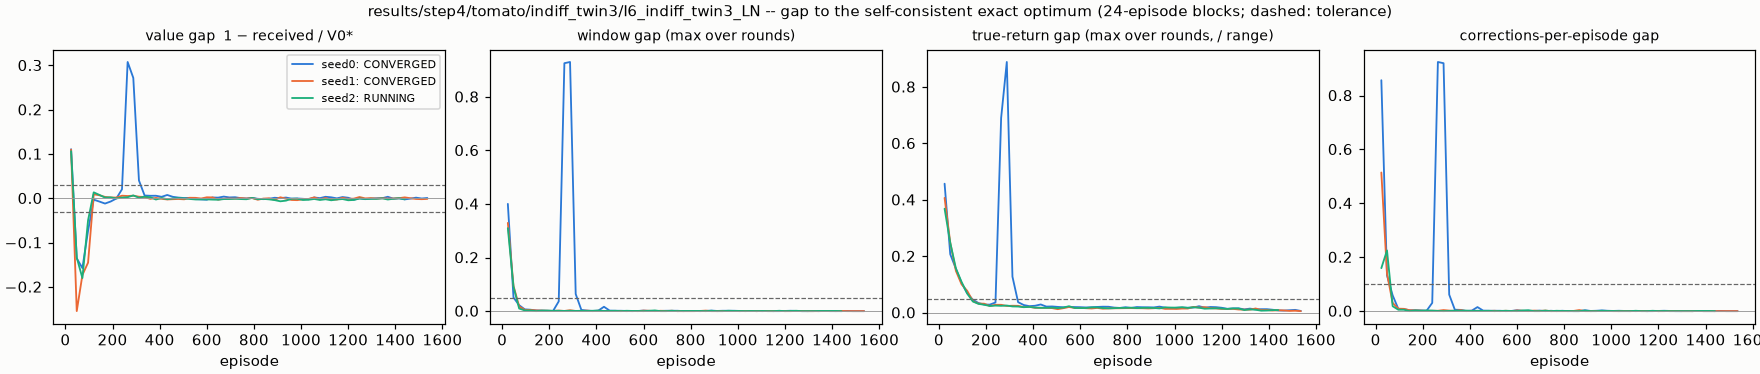 results/step4/tomato/indiff_twin3/l6_indiff_twin3_LN -- gap to the self-consistent exact optimum (24-episode blocks; dashed: tolerance)
value gap 1 − received / V0*
0.3
0.2
0.1
0.0
−0.1
−0.2
seed0: CONVERGED
seed1: CONVERGED
seed2: RUNNING
0 200 400 600 800 1000 1200 1400 1600
episode
window gap (max over rounds)
0.8
0.6
0.4
0.2
0.0
0 200 400 600 800 1000 1200 1400 1600
episode
true-return gap (max over rounds, / range)
0.8
0.6
0.4
0.2
0.0
0 200 400 600 800 1000 1200 1400 1600
episode
corrections-per-episode gap
0.8
0.6
0.4
0.2
0.0
0 200 400 600 800 1000 1200 1400 160
episode